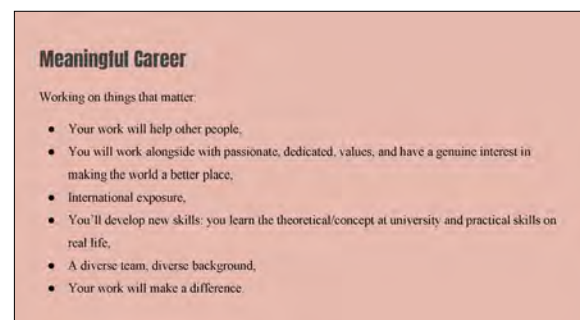 Meaningful Career
Working on things that matter:
● Your work will help other people,
● You will work alongside with passionate, dedicated, values, and have a genuine interest in
making the world a better place,
● International exposure,
● You'll develop new skills: you learn the theoretical/concept at university and practical skills on
real life,
● A diverse team, diverse background,
● Your work will make a difference.